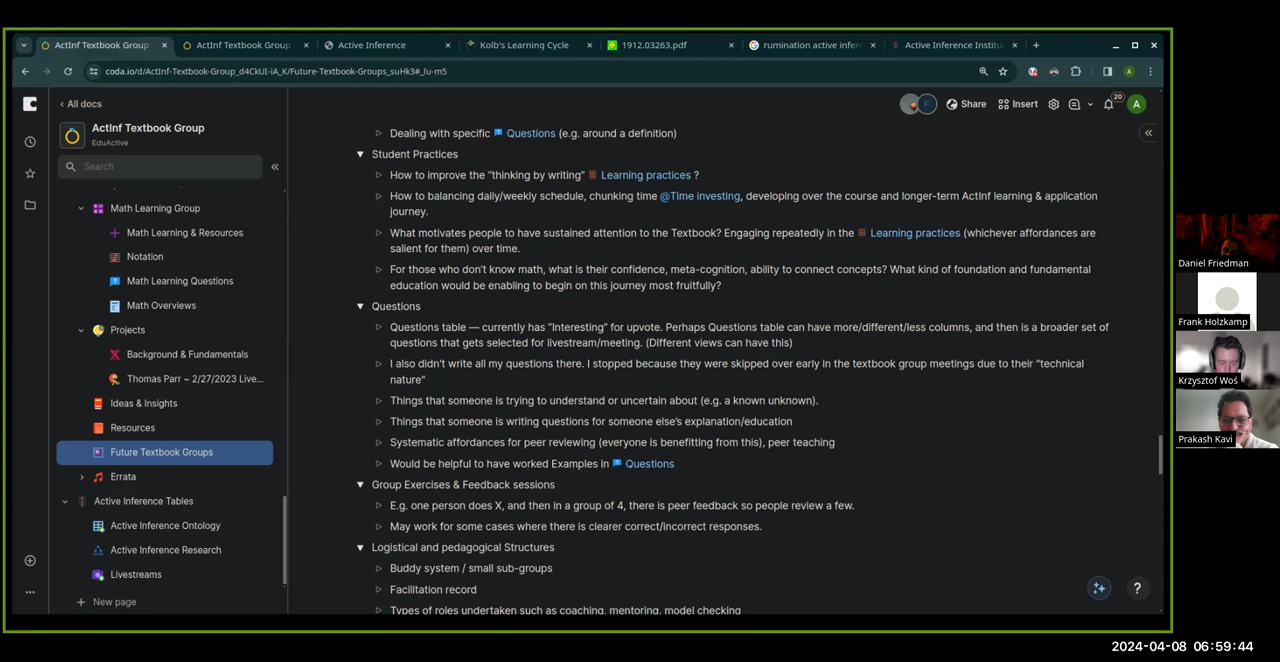 ActInf Textbook Group
ActInf Textbook Group
Active Inference
Kolb's Learning Cycle
1912.03263.pdf
rumination active infer
Active Inference Institu
coda.io/d/ActInf-Textbook-Group_d4CkUI-iA_K/Future-Textbook-Groups_suHk3#_lu-m5
All docs
ActInf Textbook Group
EduActive
Search
Share
Insert
20
A
Math Learning Group
Math Learning & Resources
Notation
Math Learning Questions
Math Overviews
Projects
Background & Fundamentals
Thomas Parr ~ 2/27/2023 Live...
Ideas & Insights
Resources
Future Textbook Groups
Errata
Active Inference Tables
Active Inference Ontology
Active Inference Research
Livestreams
New page
Dealing with specific Questions (e.g. around a definition)
Student Practices
How to improve the "thinking by writing" Learning practices ?
How to balancing daily/weekly schedule, chunking time @Time investing, developing over the course and longer-term ActInf learning & application
journey.
What motivates people to have sustained attention to the Textbook? Engaging repeatedly in the Learning practices (whichever affordances are
salient for them) over time.
For those who don't know math, what is their confidence, meta-cognition, ability to connect concepts? What kind of foundation and fundamental
education would be enabling to begin on this journey most fruitfully?
Questions
Questions table — currently has "Interesting" for upvote. Perhaps Questions table can have more/different/less columns, and then is a broader set of
questions that gets selected for livestream/meeting. (Different views can have this)
I also didn't write all my questions there. I stopped because they were skipped over early in the textbook group meetings due to their "technical
nature"
Things that someone is trying to understand or uncertain about (e.g. a known unknown).
Things that someone is writing questions for someone else's explanation/education
Systematic affordances for peer reviewing (everyone is benefitting from this), peer teaching
Would be helpful to have worked Examples in Questions
Group Exercises & Feedback sessions
E.g. one person does X, and then in a group of 4, there is peer feedback so people review a few.
May work for some cases where there is clearer correct/incorrect responses.
Logistical and pedagogical Structures
Buddy system / small sub-groups
Facilitation record
Types of roles undertaken such as coaching, mentoring, model checking
Daniel Friedman
Frank Holzkamp
Krzysztof Woś
Prakash Kavi
2024-04-08 06:59:44